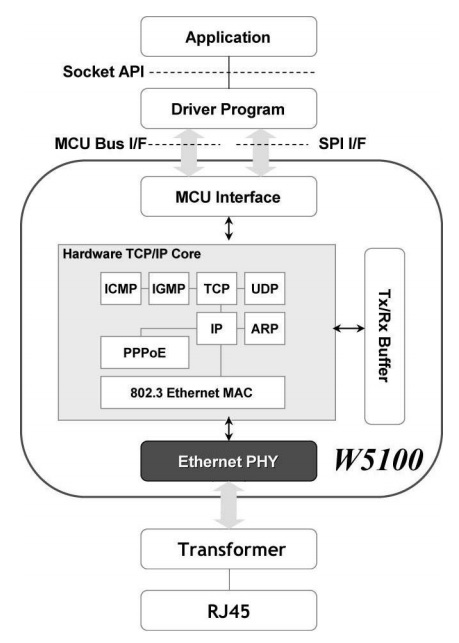 Application
Socket API
Driver Program
MCU Bus I/F
SPI I/F
MCU Interface
Hardware TCP/IP Core
ICMP IGMP TCP UDP
IP ARP
PPPoE
802.3 Ethernet MAC
Tx/Rx Buffer
Ethernet PHY
W5100
Transformer
RJ45